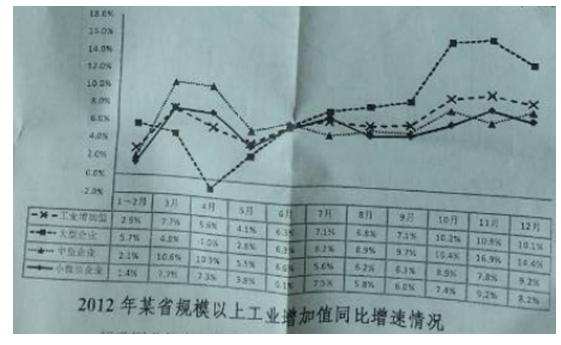 18.0%
16.0%
14.0%
12.0%
10.0%
8.0%
6.0%
4.0%
2.0%
0.0%
-2.0%
1~2月 3月 4月 5月 6月 7月 8月 9月 10月 11月 12月
工业增加值 2.9% 7.7% 5.6% 4.1% 6.3% 7.1% 6.8% 7.1% 10.2% 10.8% 10.1%
大型企业 5.7% 4.8% 2.8% 6.3% 8.2% 8.9% 9.7% 16.4% 16.9% 14.4%
中型企业 2.1% 10.6% 10.3% 5.5% 6.6% 5.6% 6.2% 6.3% 8.9% 7.8% 9.2%
小微型企业 1.4% 7.7% 7.3% 3.8% 6.1% 7.5% 5.8% 6.0% 7.4% 9.2% 8.2%
2012年某省规模以上工业增加值同比增速情况